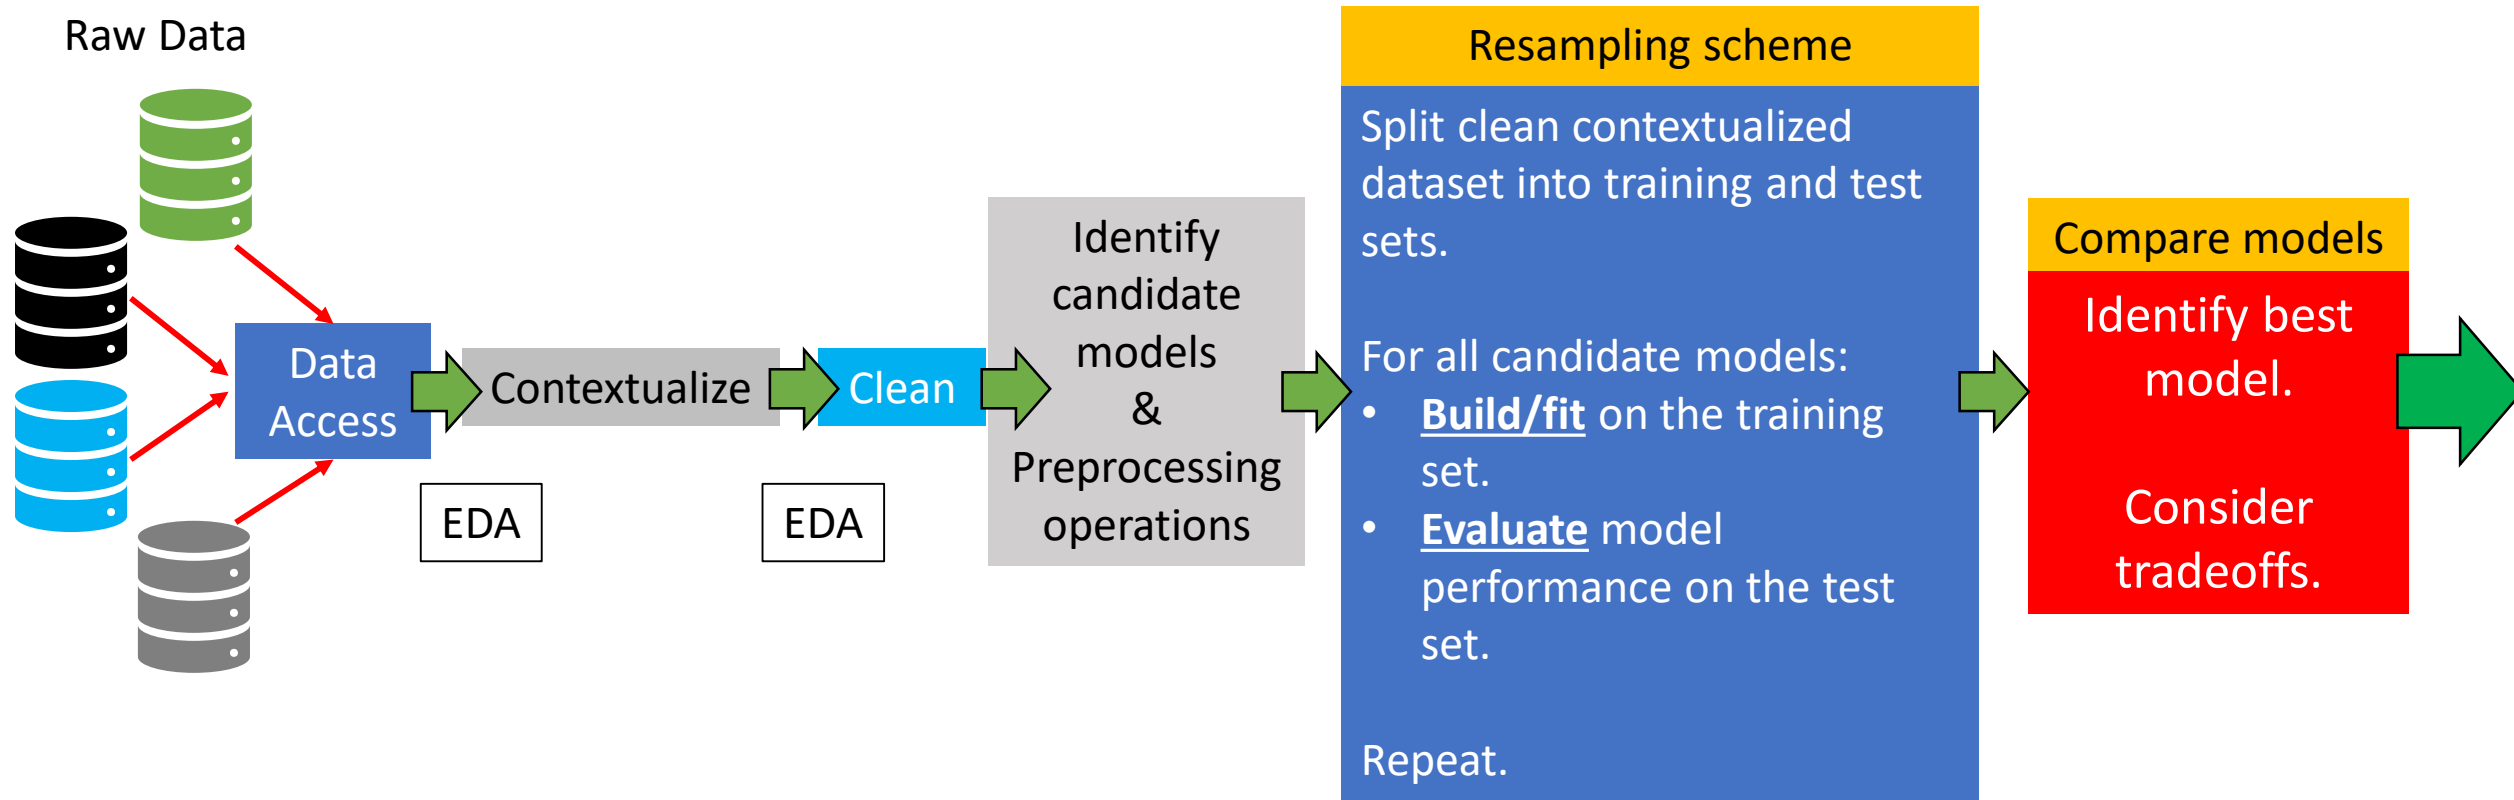 Raw Data
Data
Access
Contextualize
EDA
EDA
Clean
Identify
candidate
models
&
Preprocessing
operations
Resampling scheme
Split clean contextualized
dataset into training and test
sets.
For all candidate models:
• Build/fit on the training
set.
• Evaluate model
performance on the test
set.
Repeat.
Compare models
Identify best
model.
Consider
tradeoffs.